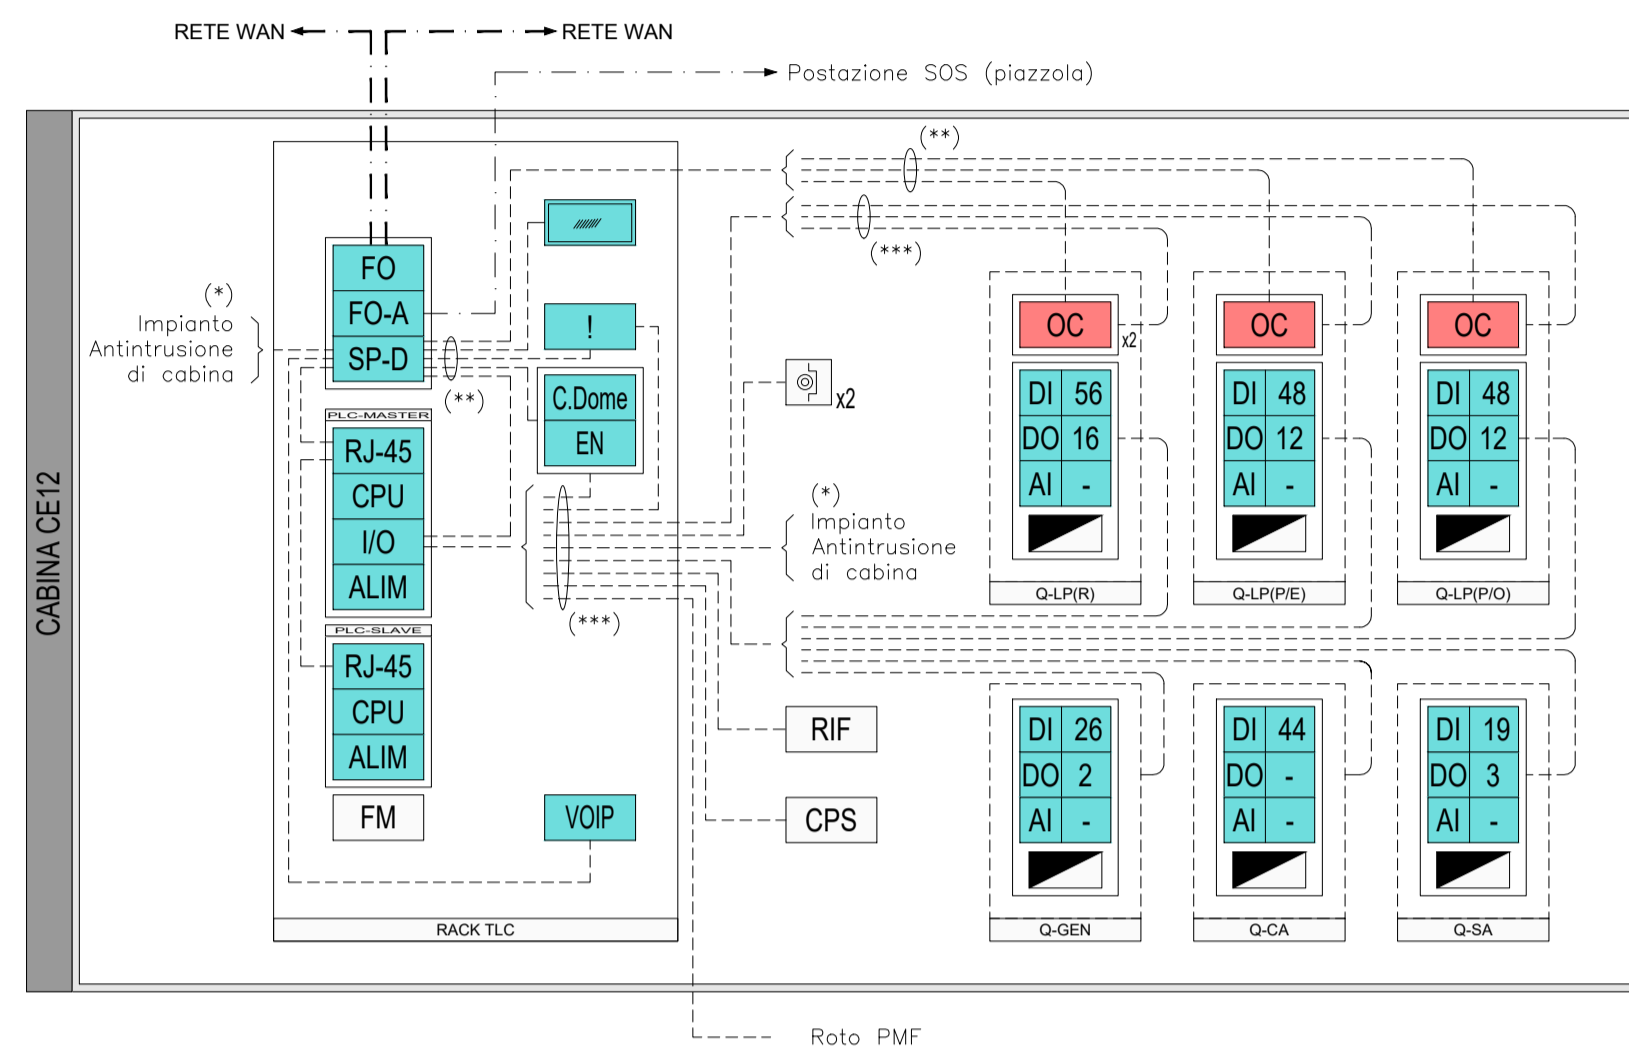 RETE WAN
RETE WAN
Postazione SOS (piazzola)
CABINA CE12
(*)
Impianto
Antintrusione
di cabina
FO
FO-A
SP-D
(**)
PLC-MASTER
RJ-45
CPU
I/O
ALIM
PLC-SLAVE
RJ-45
CPU
ALIM
FM
!
C.Dome
EN
(***)
VOIP
RACK TLC
(**)
(***)
x2
(*)
Impianto
Antintrusione
di cabina
RIF
CPS
Roto PMF
OC
x2
DI 56
DO 16
AI -
Q-LP(R)
OC
DI 48
DO 12
AI -
Q-LP(P/E)
OC
DI 48
DO 12
AI -
Q-LP(P/O)
DI 26
DO 2
AI -
Q-GEN
DI 44
DO -
AI -
Q-CA
DI 19
DO 3
AI -
Q-SA